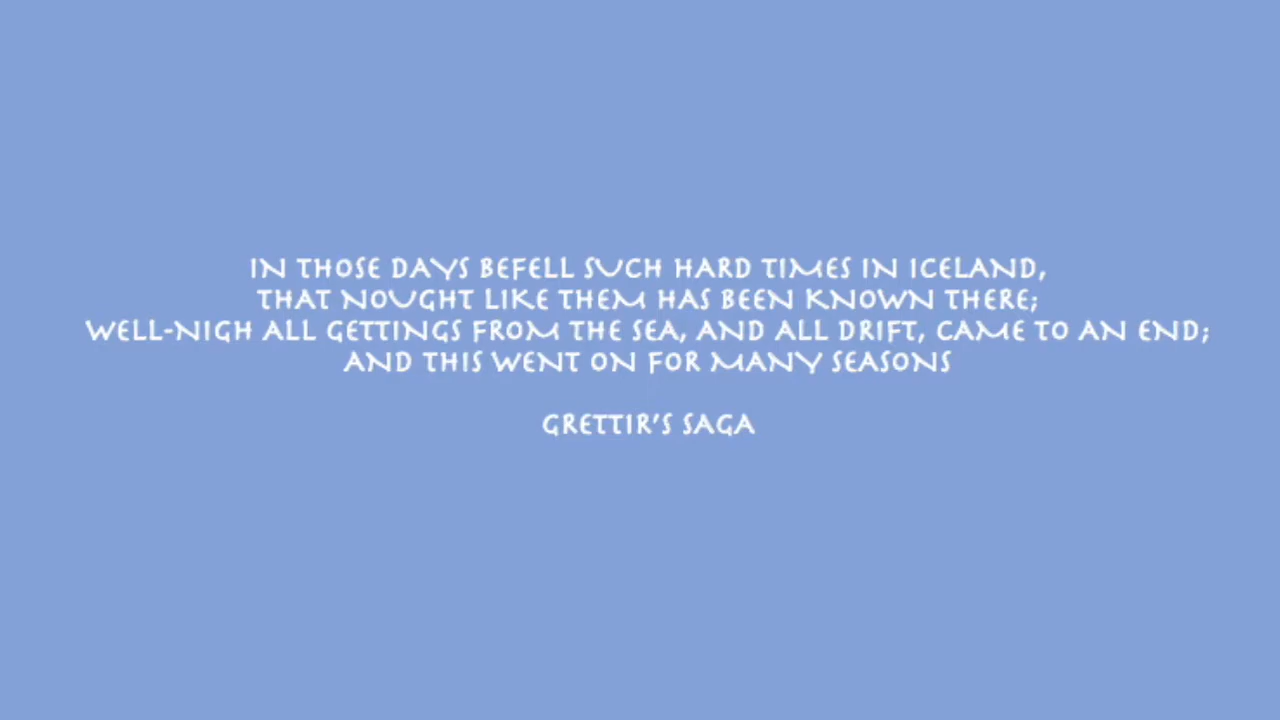 IN THOSE DAYS BEFELL SUCH HARD TIMES IN ICELAND,
THAT NOUGHT LIKE THEM HAS BEEN KNOWN THERE;
WELL-NIGH ALL GETTINGS FROM THE SEA, AND ALL DRIFT, CAME TO AN END;
AND THIS WENT ON FOR MANY SEASONS
GRETTIR'S SAGA